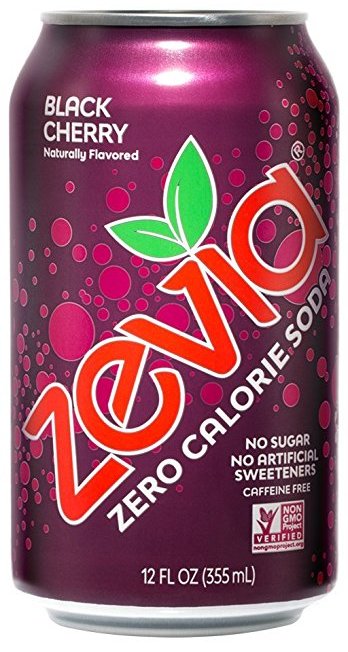 BLACK
CHERRY
Naturally Flavored
zevia®
ZERO CALORIE SODA
NO SUGAR
NO ARTIFICIAL
SWEETENERS
CAFFEINE FREE
NON
GMO
Project
VERIFIED
nongmoproject.org
12 FL OZ (355 mL)